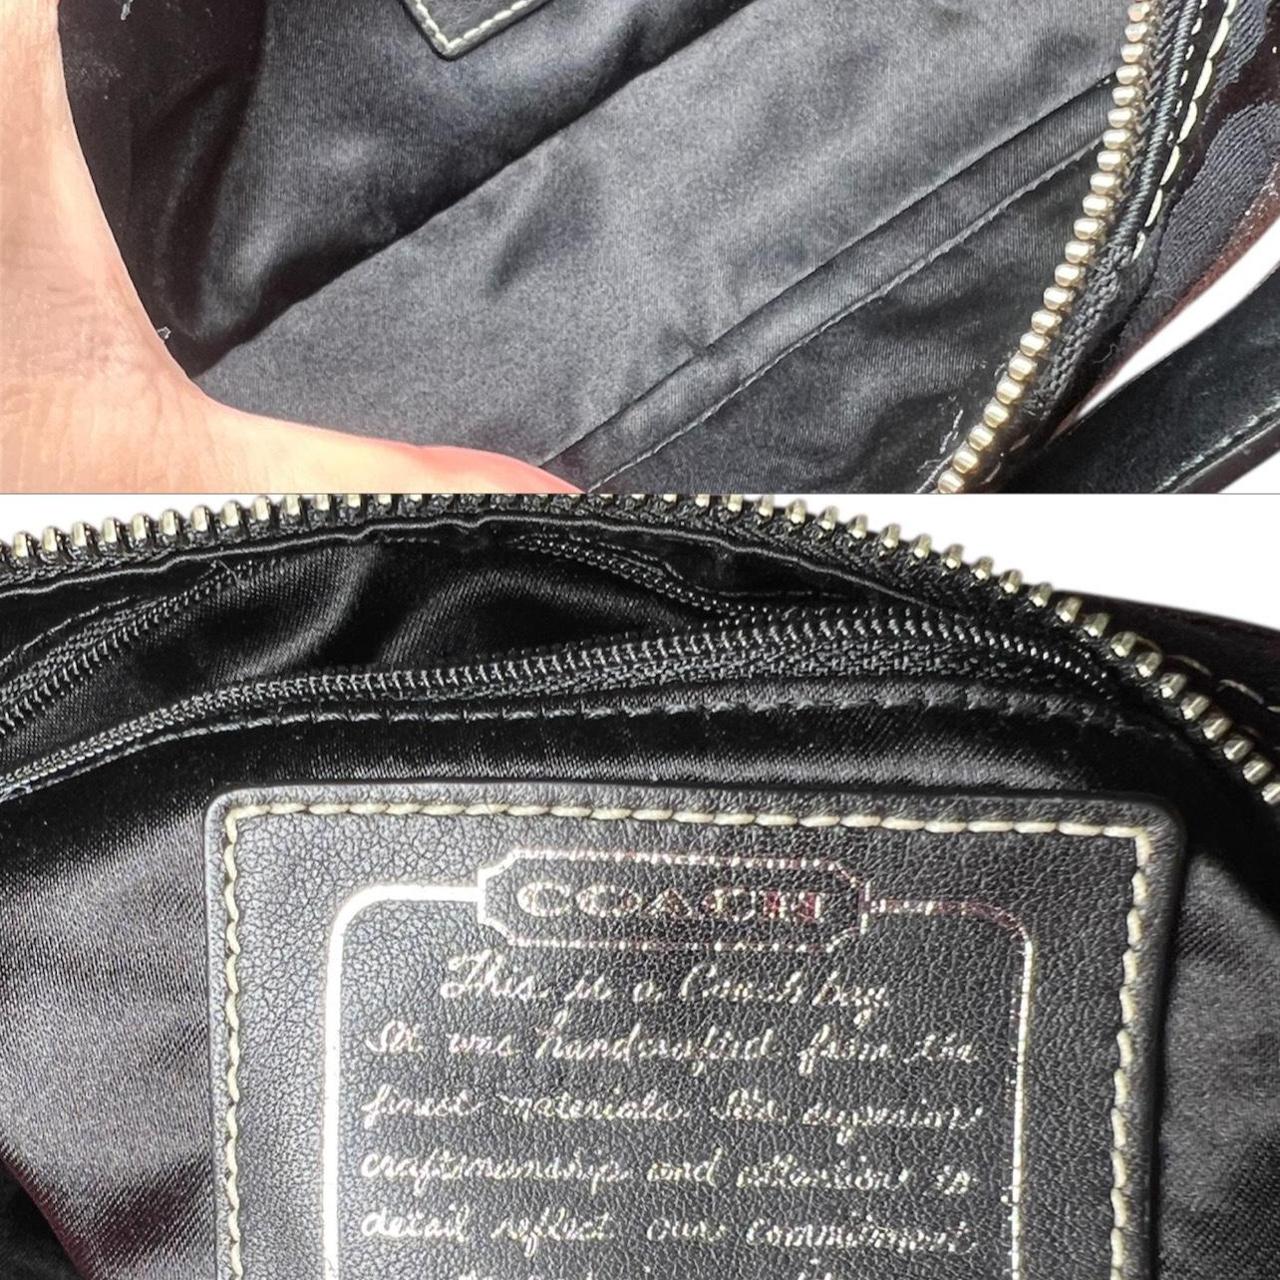 COACH
This is a Coach bag.
It was handcrafted from the
finest materials. Its superior
craftsmanship and attention to
detail reflect our commitment